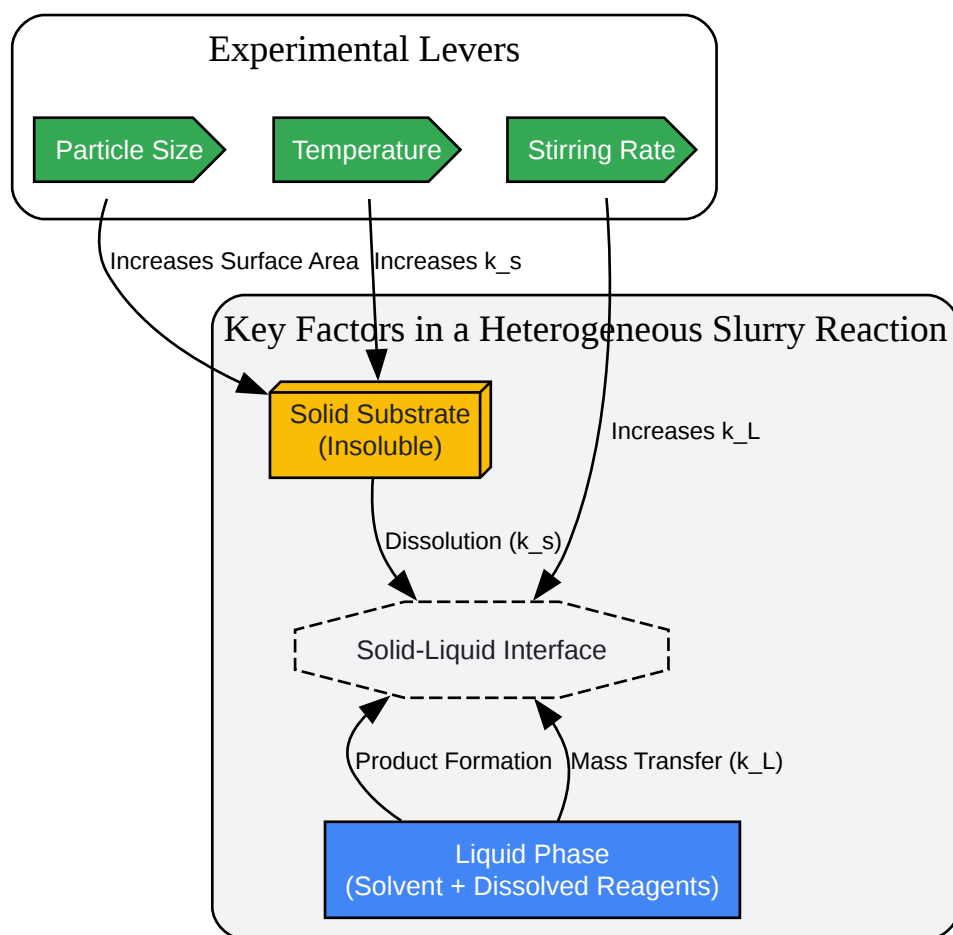 Experimental Levers
Particle Size
Temperature
Stirring Rate
Increases Surface Area
Increases k_s
Key Factors in a Heterogeneous Slurry Reaction
Solid Substrate
(Insoluble)
Increases k_L
Dissolution (k_s)
Solid-Liquid Interface
Product Formation
Mass Transfer (k_L)
Liquid Phase
(Solvent + Dissolved Reagents)